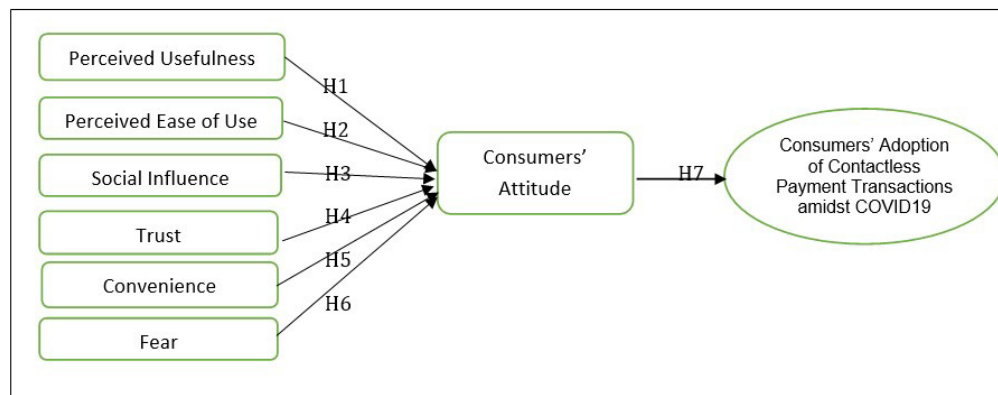 Perceived Usefulness
H1
Perceived Ease of Use
H2
Social Influence
H3
Trust
H4
Convenience
H5
Fear
H6
Consumers’
Attitude
H7
Consumers’ Adoption
of Contactless
Payment Transactions
amidst COVID19